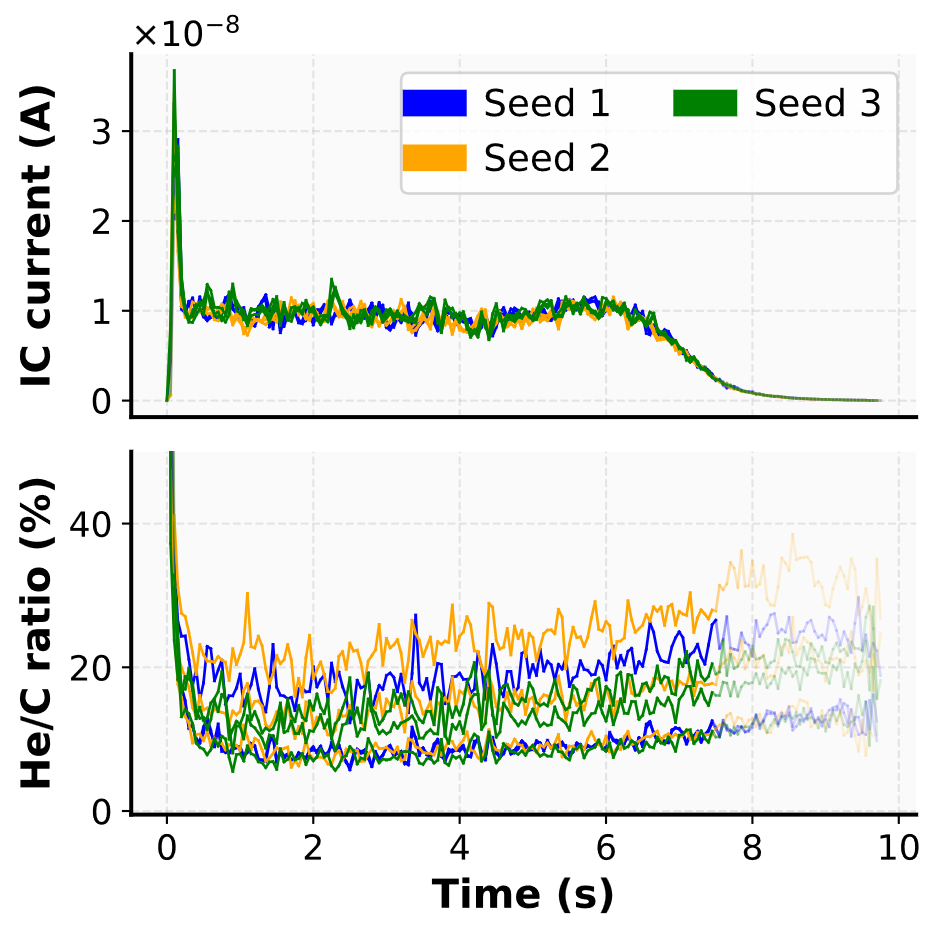 ×10⁻⁸
IC current (A)
3
2
1
0
Seed 1
Seed 2
Seed 3
He/C ratio (%)
40
20
0
0 2 4 6 8 10
Time (s)